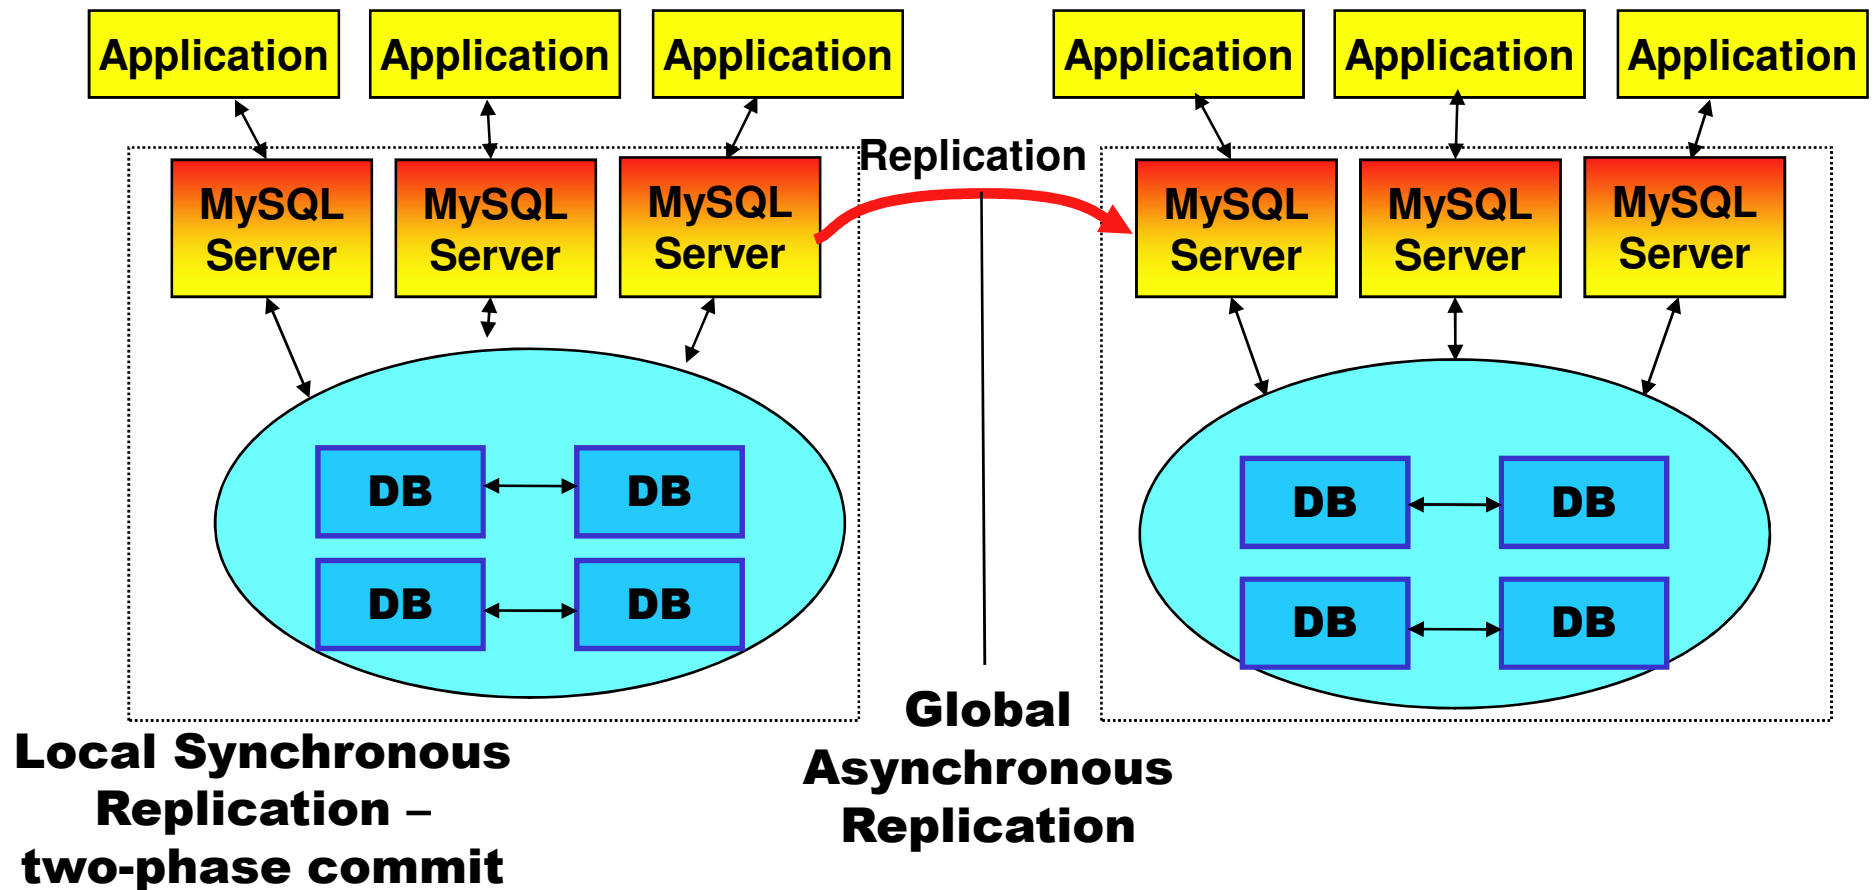 Application
Application
Application
Application
Application
Application
Replication
MySQL
Server
MySQL
Server
MySQL
Server
MySQL
Server
MySQL
Server
MySQL
Server
DB
DB
DB
DB
DB
DB
DB
DB
Local Synchronous
Replication –
two-phase commit
Global
Asynchronous
Replication